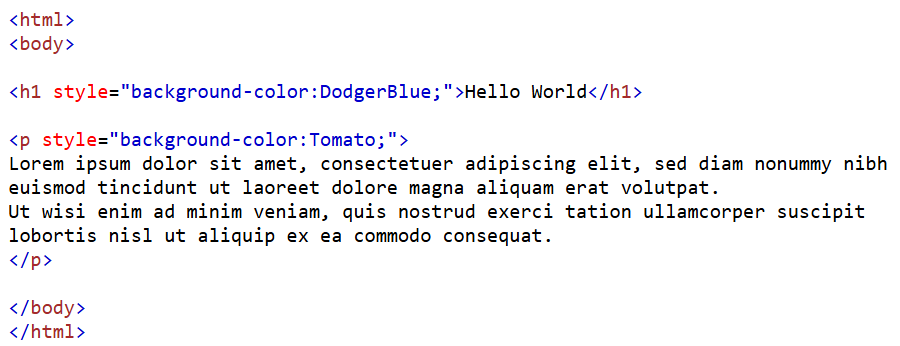 <html>
<body>
<h1 style="background-color:DodgerBlue;">Hello World</h1>
<p style="background-color:Tomato;">
Lorem ipsum dolor sit amet, consectetuer adipiscing elit, sed diam nonummy nibh
euismod tincidunt ut laoreet dolore magna aliquam erat volutpat.
Ut wisi enim ad minim veniam, quis nostrud exerci tation ullamcorper suscipit
lobortis nisl ut aliquip ex ea commodo consequat.
</p>
</body>
</html>